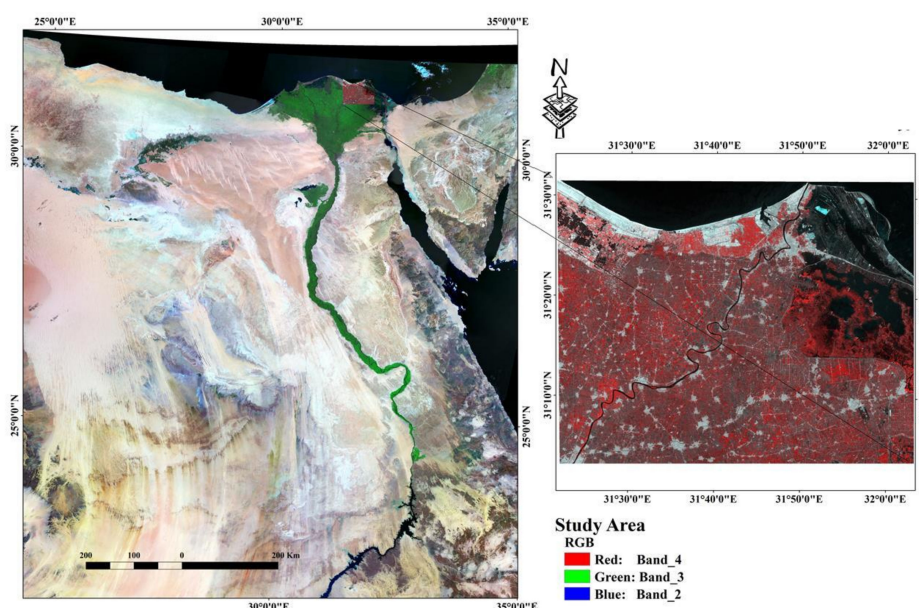 25°0'0"E
30°0'0"E
35°0'0"E
30°0'0"N
25°0'0"N
30°0'0"N
25°0'0"N
200
100
50
0
200 Km
30°0'0"E
35°0'0"E
N
31°30'0"E
31°40'0"E
31°50'0"E
32°0'0"E
31°30'0"N
31°20'0"N
31°10'0"N
31°30'0"E
31°40'0"E
31°50'0"E
32°0'0"E
Study Area
RGB
Red: Band_4
Green: Band_3
Blue: Band_2